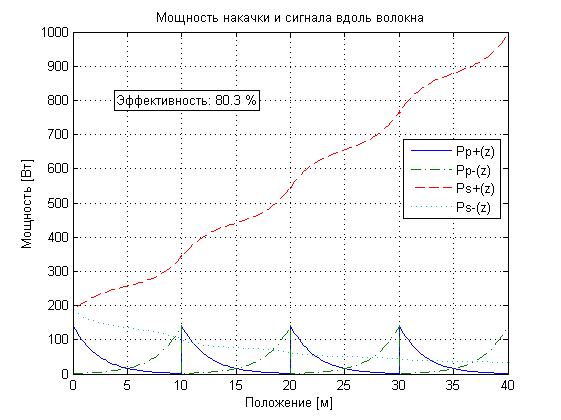 Мощность накачки и сигнала вдоль волокна
1000
900
800
700
600
500
400
300
200
100
0
Мощность [Вт]
Эффективность: 80.3 %
Pp+(z)
Pp-(z)
Ps+(z)
Ps-(z)
0 5 10 15 20 25 30 35 40
Положение [м]